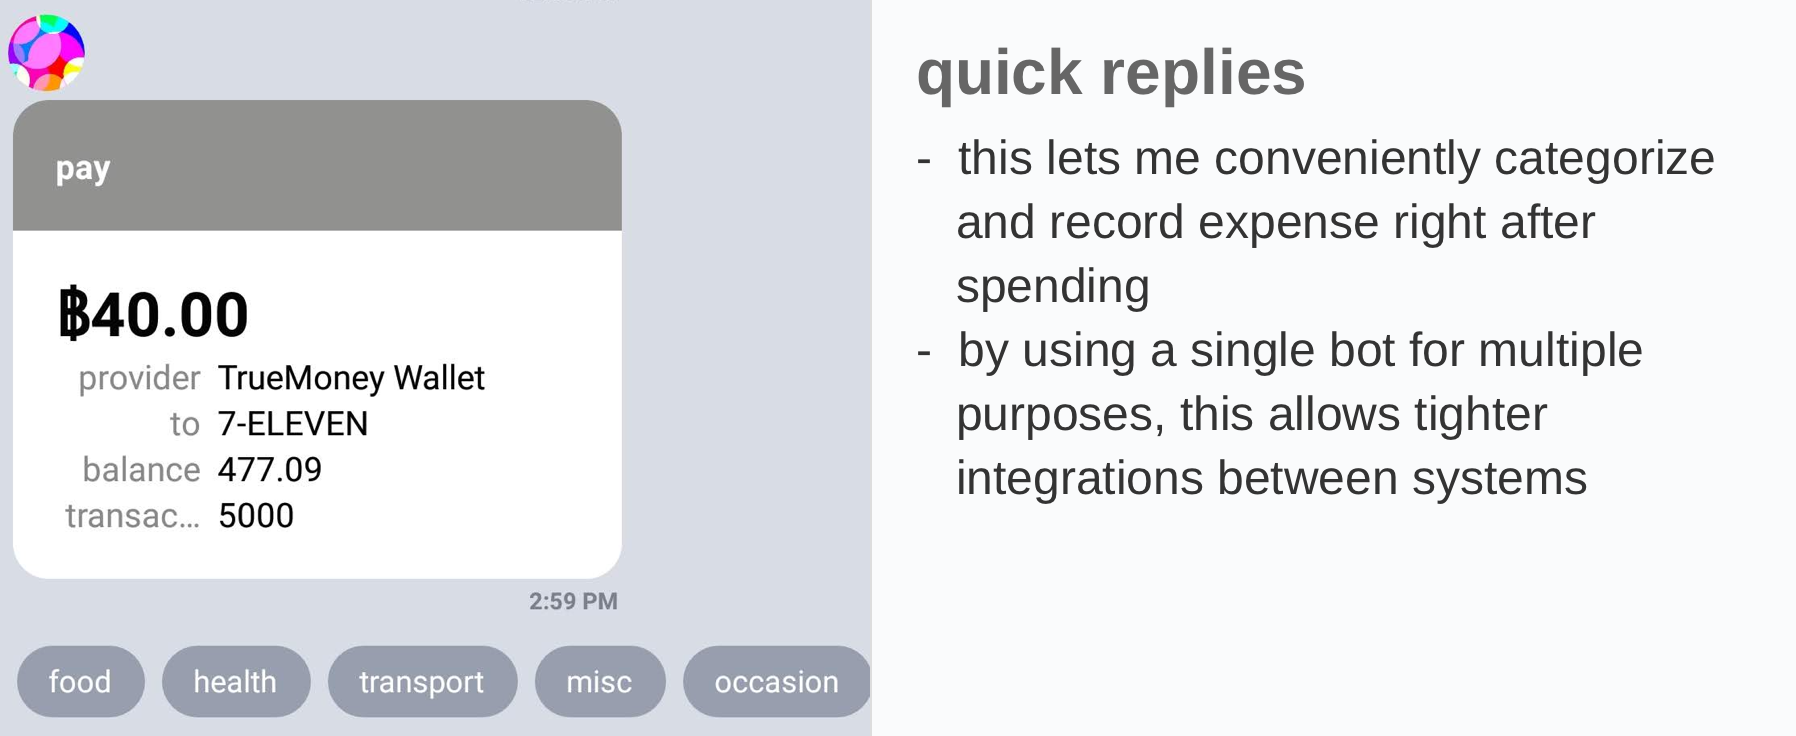 pay
฿40.00
provider TrueMoney Wallet
to 7-ELEVEN
balance 477.09
transac... 5000
2:59 PM
food health transport misc occasion
quick replies
- this lets me conveniently categorize
and record expense right after
spending
- by using a single bot for multiple
purposes, this allows tighter
integrations between systems